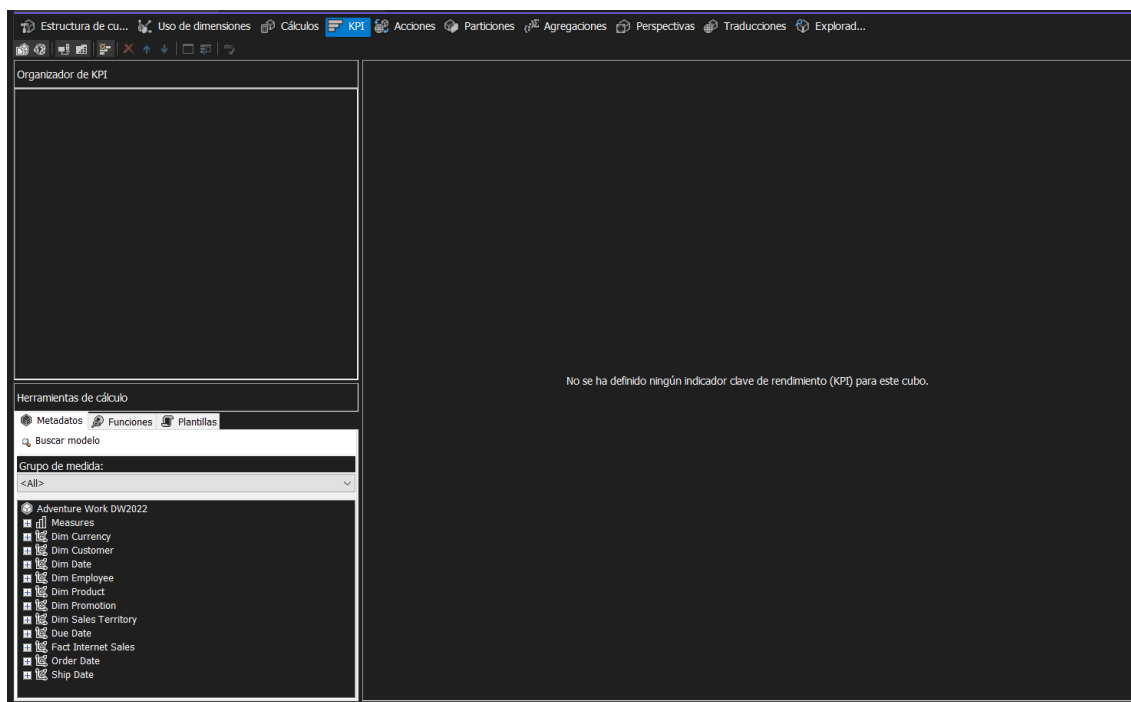 Estructura de cu... Uso de dimensiones Cálculos KPI Acciones Particiones Agregaciones Perspectivas Traducciones Explorad...
Organizador de KPI
No se ha definido ningún indicador clave de rendimiento (KPI) para este cubo.
Herramientas de cálculo
Metadatos Funciones Plantillas
Buscar modelo
Grupo de medida:
<All>
Adventure Work DW2022
Measures
Dim Currency
Dim Customer
Dim Date
Dim Employee
Dim Product
Dim Promotion
Dim Sales Territory
Due Date
Fact Internet Sales
Order Date
Ship Date